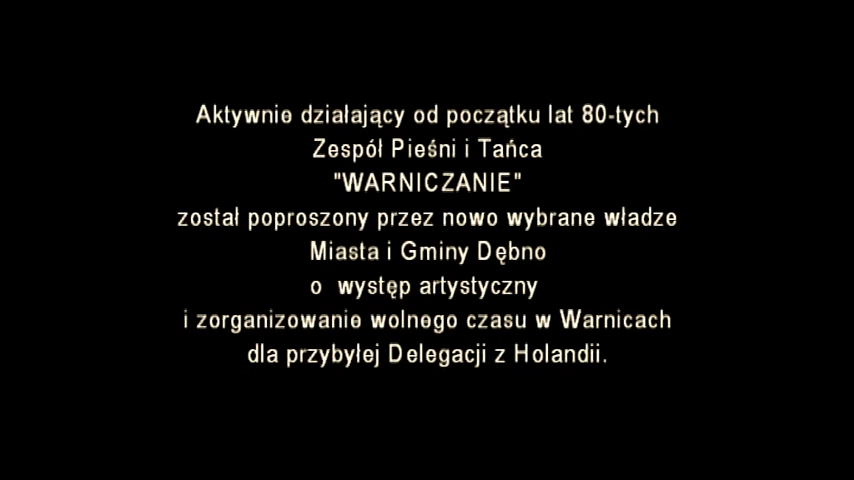 Aktywnie działający od początku lat 80-tych
Zespół Pieśni i Tańca
"WARNICZANIE"
został poproszony przez nowo wybrane władze
Miasta i Gminy Dębno
o występ artystyczny
i zorganizowanie wolnego czasu w Warnicach
dla przybyłej Delegacji z Holandii.